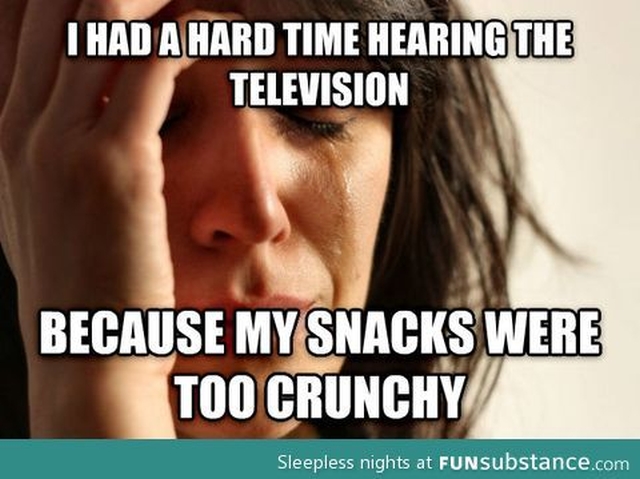 I HAD A HARD TIME HEARING THE
TELEVISION
BECAUSE MY SNACKS WERE
TOO CRUNCHY
Sleepless nights at FUNsubstance.com